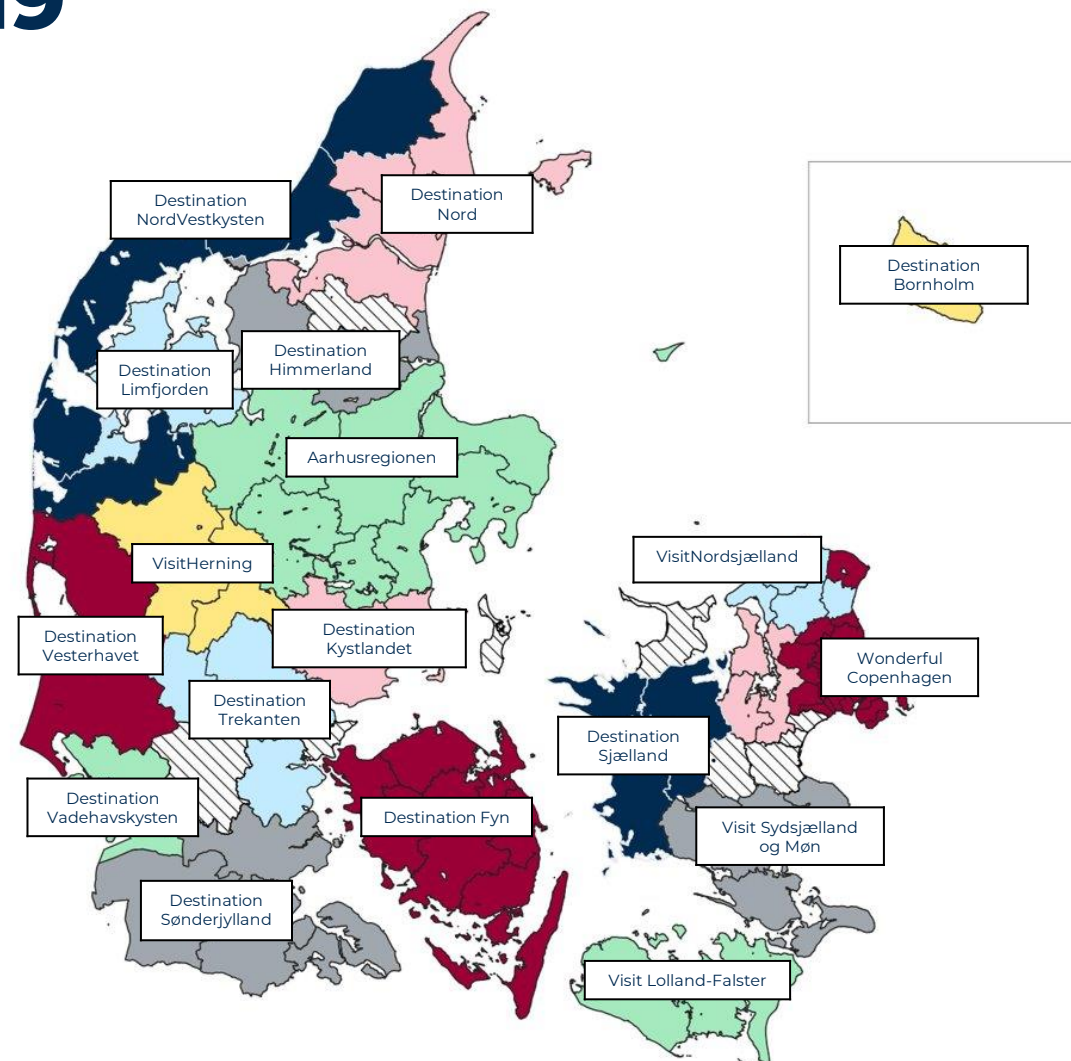 Destination
NordVestkysten
Destination
Nord
Destination
Bornholm
Destination
Himmerland
Destination
Limfjorden
Aarhusregionen
VisitHerning
VisitNordsjælland
Destination
Vesterhavet
Destination
Kystlandet
Wonderful
Copenhagen
Destination
Trekanten
Destination
Sjælland
Destination
Vadehavskysten
Destination Fyn
Visit Sydsjælland
og Møn
Destination
Sønderjylland
Visit Lolland-Falster